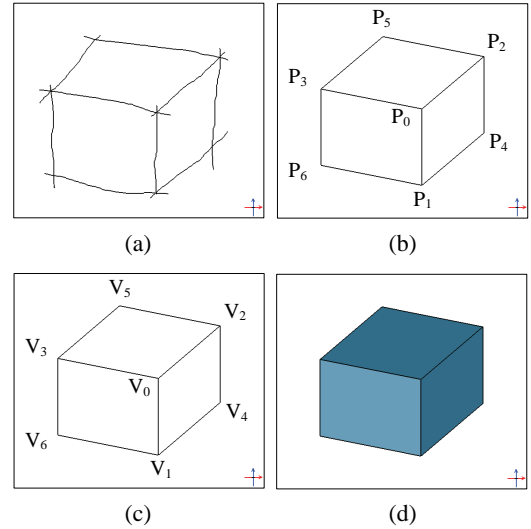 P₅
P₂
P₃
P₀
P₄
P₆
P₁
(a)
(b)
V₅
V₂
V₃
V₀
V₄
V₆
V₁
(c)
(d)